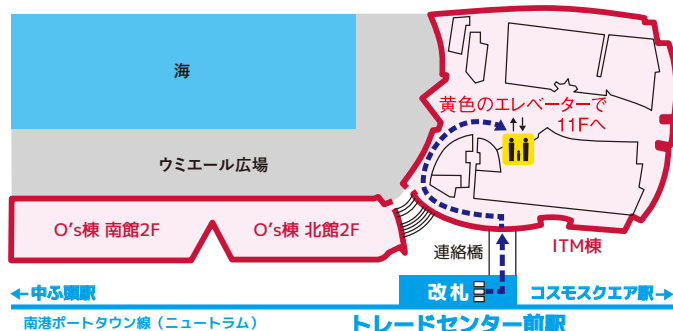 海
黄色のエレベーターで
11Fへ
ウミエール広場
O's棟 南館2F
O's棟 北館2F
ITM棟
連絡橋
←中ふ頭駅
改札
コスモスクエア駅→
南港ポートタウン線（ニュートラム）
トレードセンター前駅